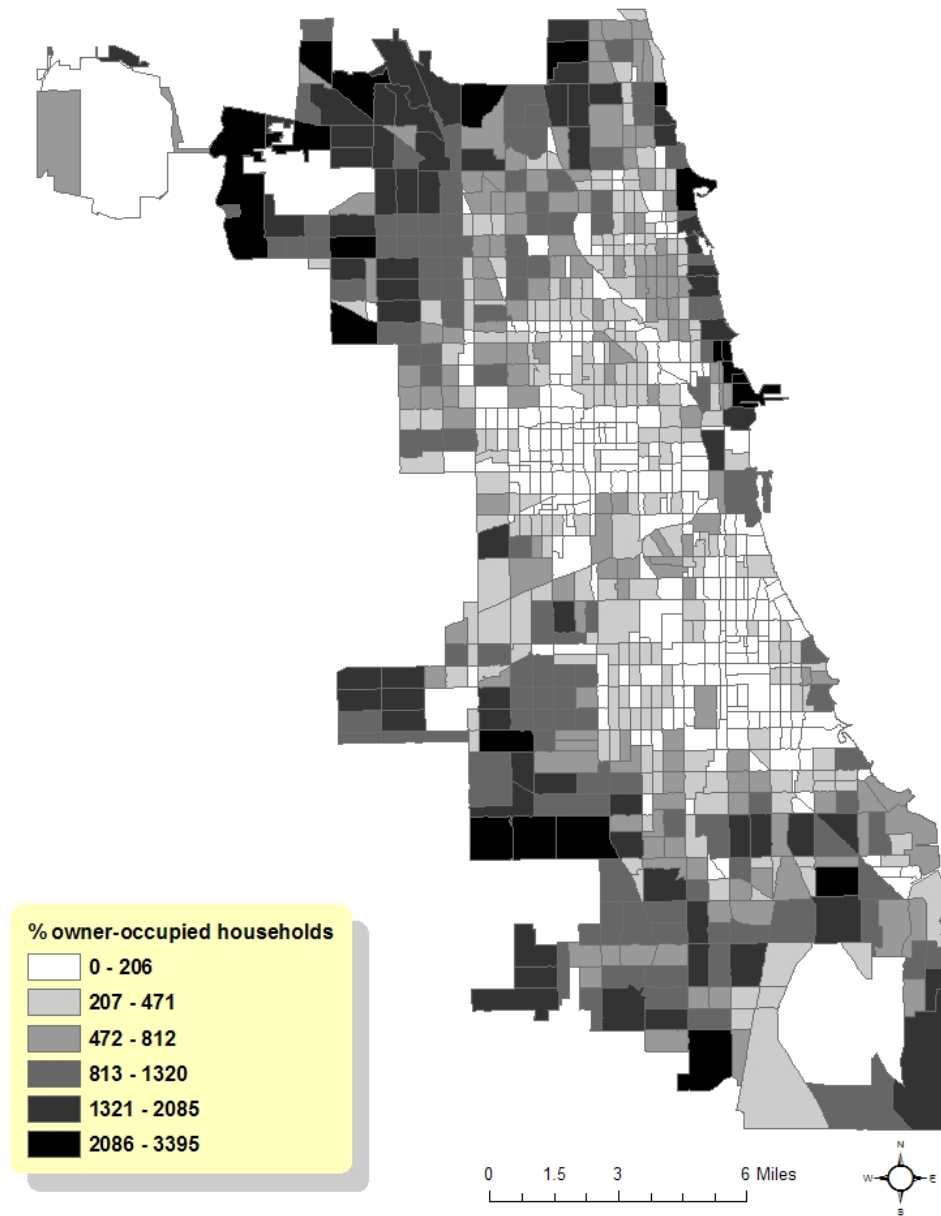 % owner-occupied households
0 - 206
207 - 471
472 - 812
813 - 1320
1321 - 2085
2086 - 3395
0 1.5 3 6 Miles
N
W E
S